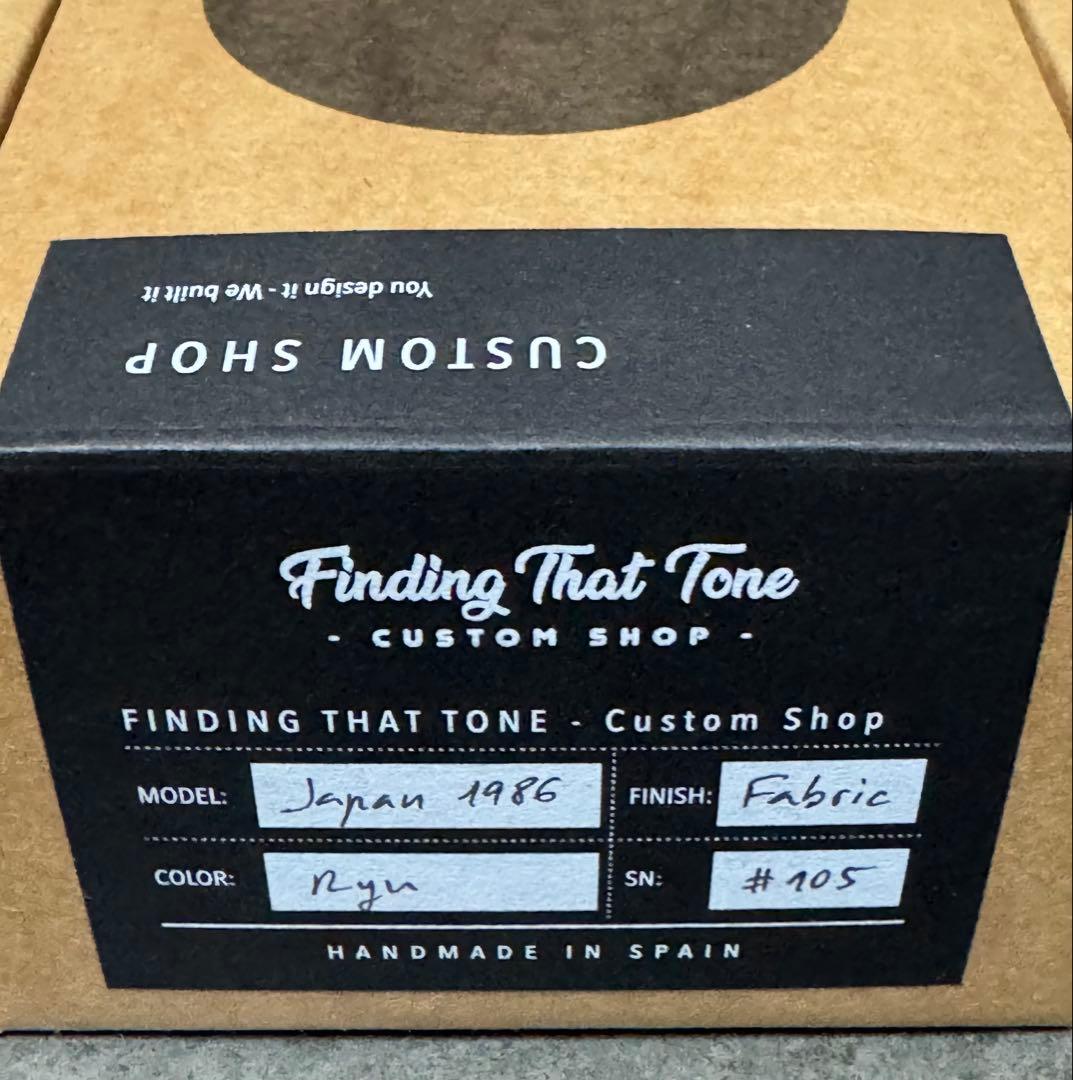 You design it - We built it
CUSTOM SHOP
Finding That Tone
- CUSTOM SHOP -
FINDING THAT TONE - Custom Shop
MODEL: Japan 1986 FINISH: Fabric
COLOR: Ryu SN: #105
HANDMADE IN SPAIN